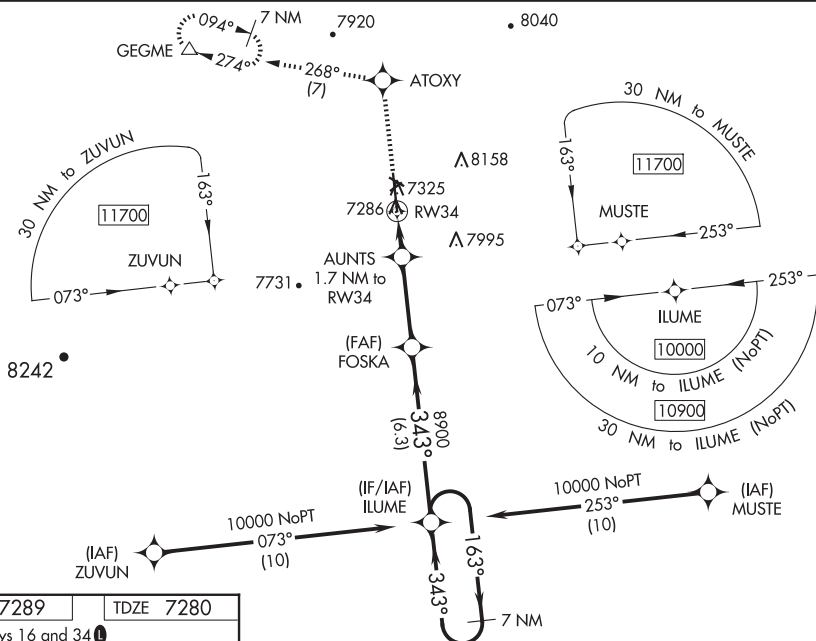 094°
7 NM
7920
8040
GEGME
274°
268°
(7)
ATOXY
30 NM to ZUVUN
163°
11700
ZUVUN
073°
8158
7325
7286
RW34
7995
AUNTS
1.7 NM to
RW34
7731
(FAF)
FOSKA
8242
30 NM to MUSTE
163°
11700
MUSTE
253°
073°
253°
ILUME
10000
10 NM to ILUME (NoPT)
10900
30 NM to ILUME (NoPT)
8900
343°
(6.3)
(IF/IAF)
ILUME
10000 NoPT
253°
(10)
(IAF)
MUSTE
10000 NoPT
073°
(10)
(IAF)
ZUVUN
163°
343°
7 NM
7289
TDZE 7280
ys 16 and 34 L